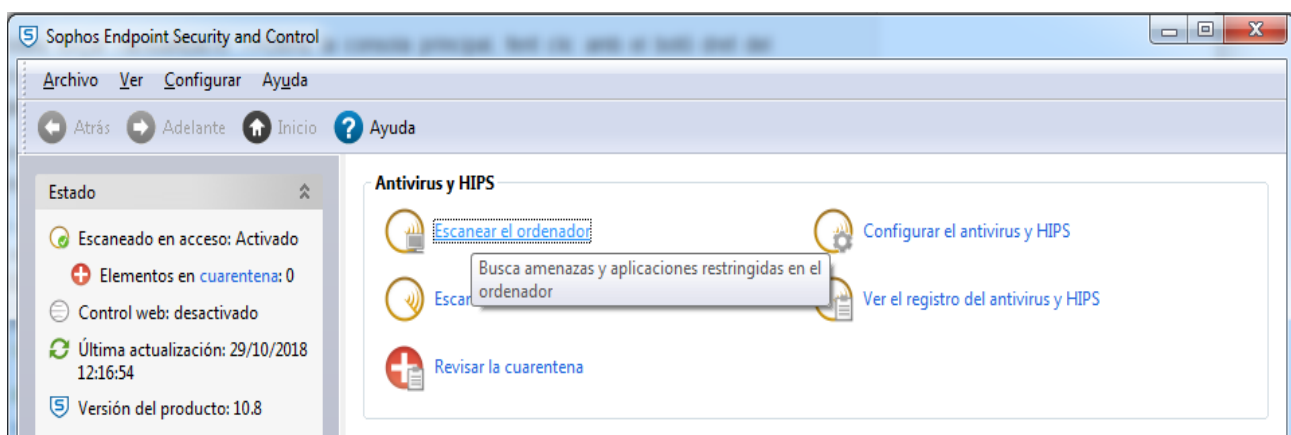 Sophos Endpoint Security and Control
Archivo Ver Configurar Ayuda
Atrás Adelante Inicio Ayuda
Estado
Escaneado en acceso: Activado
Elementos en cuarentena: 0
Control web: desactivado
Última actualización: 29/10/2018
12:16:54
Versión del producto: 10.8
Antivirus y HIPS
Escanear el ordenador
Configurar el antivirus y HIPS
Busca amenazas y aplicaciones restringidas en el
ordenador
Ver el registro del antivirus y HIPS
Revisar la cuarentena